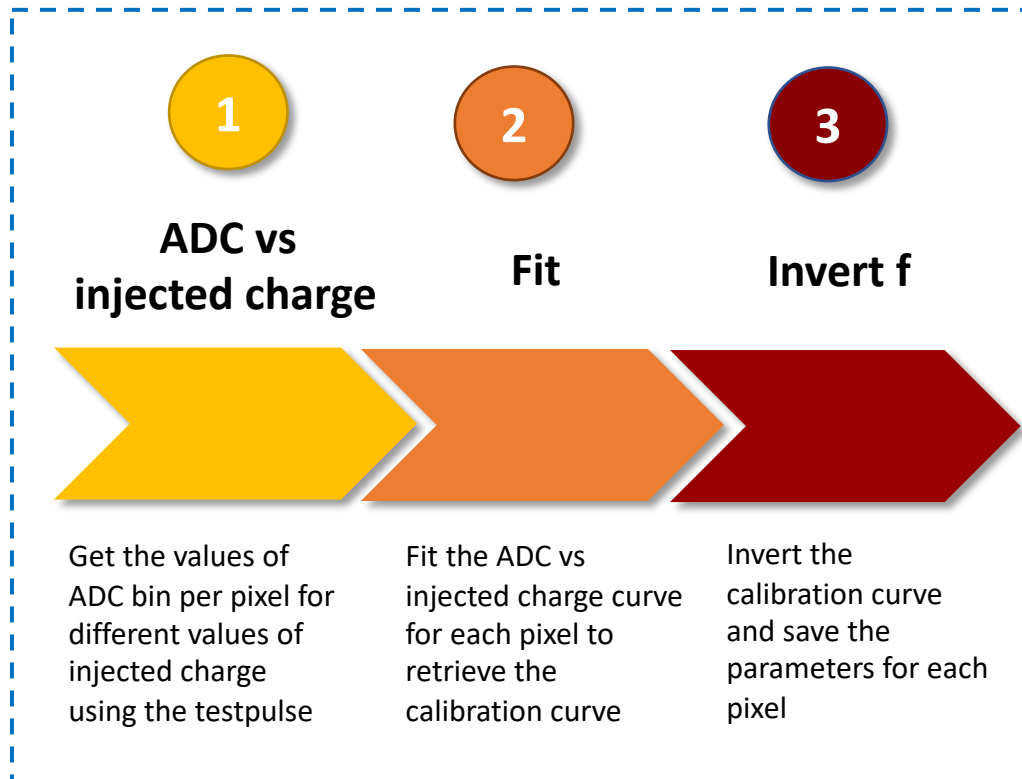 1
ADC vs
injected charge
Get the values of
ADC bin per pixel for
different values of
injected charge
using the testpulse
2
Fit
Fit the ADC vs
injected charge curve
for each pixel to
retrieve the
calibration curve
3
Invert f
Invert the
calibration curve
and save the
parameters for each
pixel